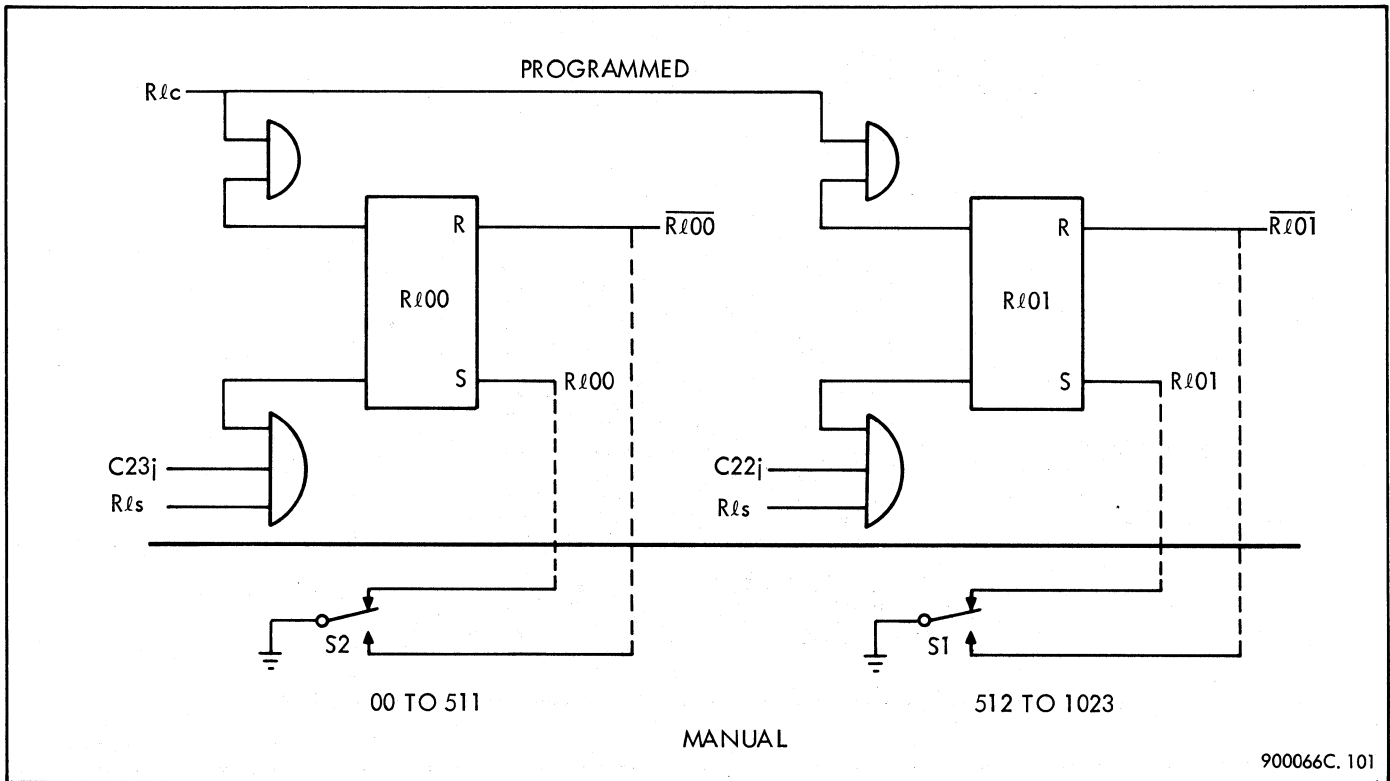 PROGRAMMED
Rℓc
R
R̅ℓ̅0̅0̅
R
R̅ℓ̅0̅1̅
Rℓ00
Rℓ01
S
Rℓ00
S
Rℓ01
C23j
C22j
Rℓs
Rℓs
S2
S1
00 TO 511
512 TO 1023
MANUAL
900066C. 101